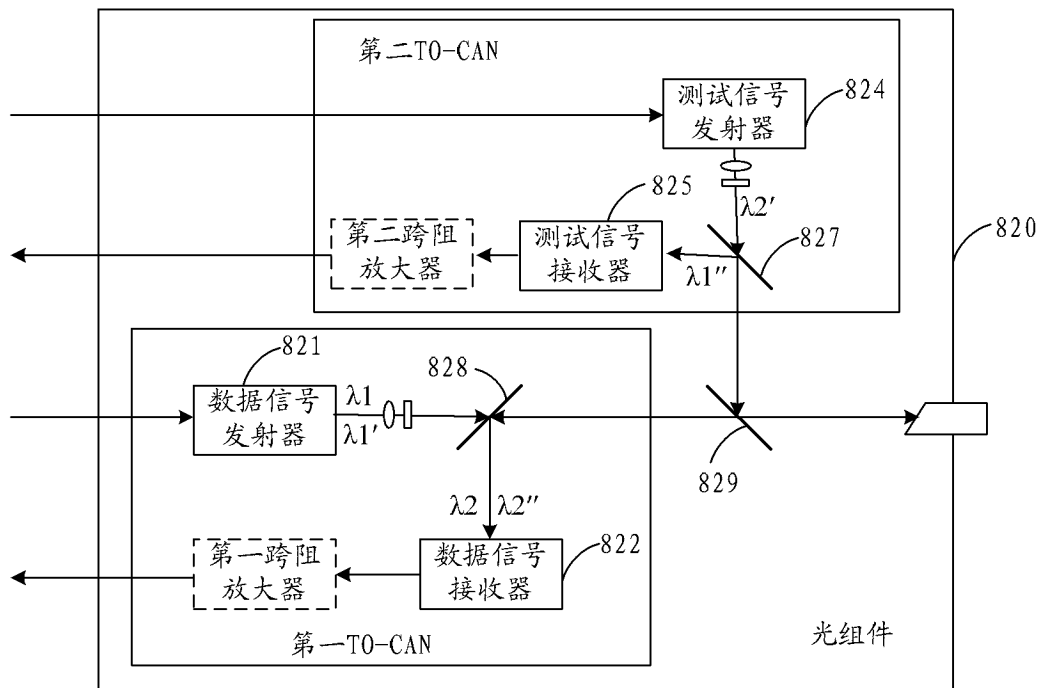 第二TO-CAN
测试信号
发射器
824
825
λ2′
827
820
第二跨阻
放大器
测试信号
接收器
λ1″
821
828
数据信号
发射器
λ1
λ1′
829
λ2 λ2″
822
第一跨阻
放大器
数据信号
接收器
第一TO-CAN
光组件